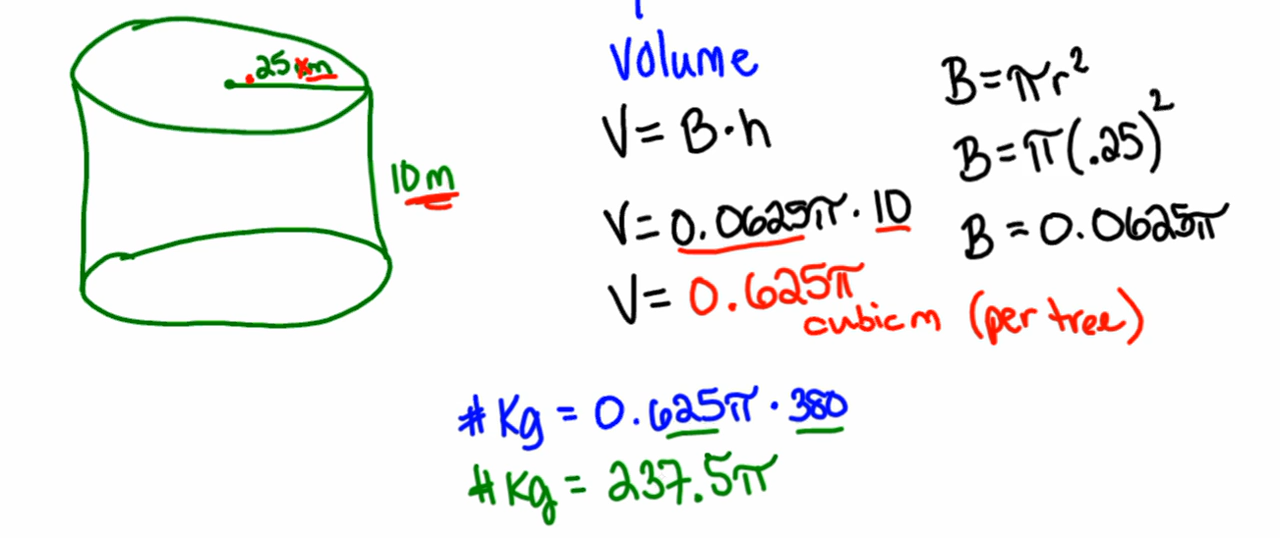 .25 m
10m
volume
V = B · h
V = 0.0625π · 10
V = 0.625π
cubic m (per tree)
B = πr²
B = π(.25)²
B = 0.0625π
#Kg = 0.625π · 380
#Kg = 237.5π